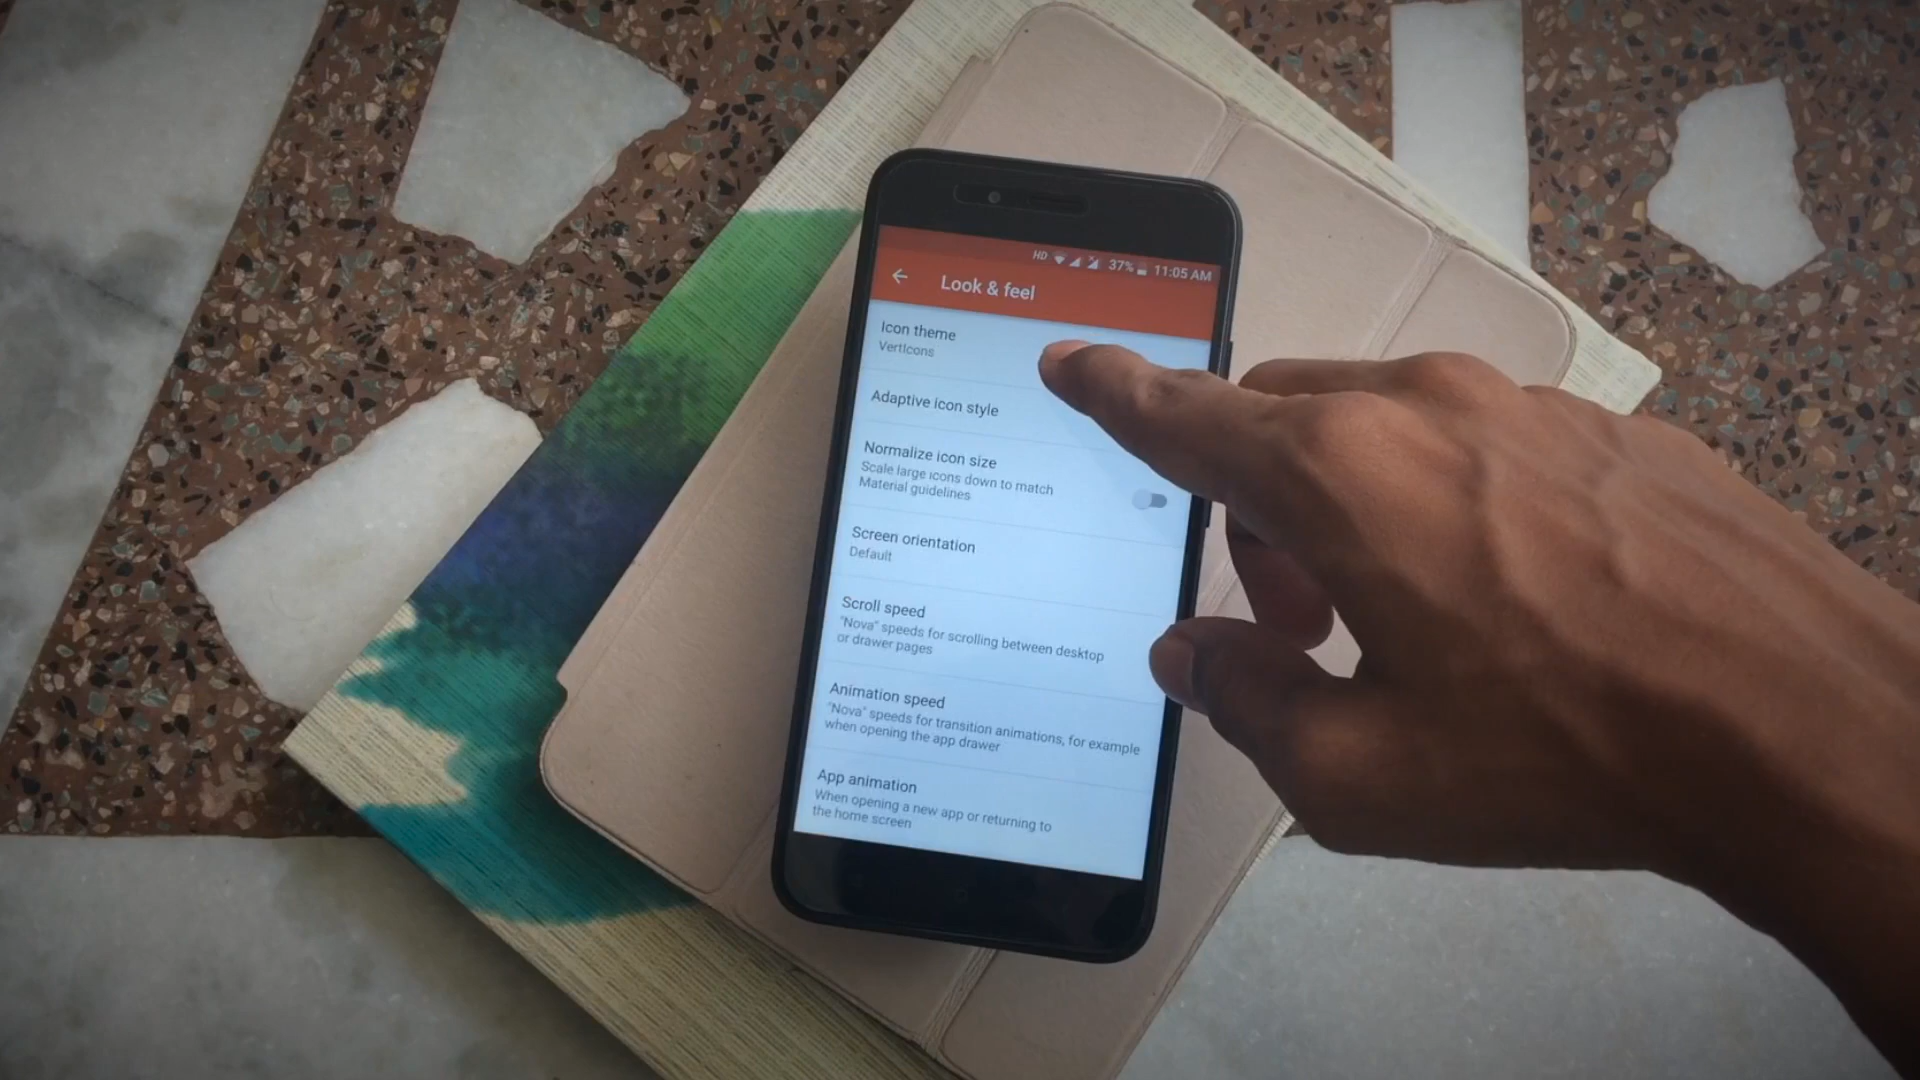 HD 37% 11:05 AM
Look & feel
Icon theme
Verticons
Adaptive icon style
Normalize icon size
Scale large icons down to match
Material guidelines
Screen orientation
Default
Scroll speed
"Nova" speeds for scrolling between desktop
or drawer pages
Animation speed
"Nova" speeds for transition animations, for example
when opening the app drawer
App animation
When opening a new app or returning to
the home screen